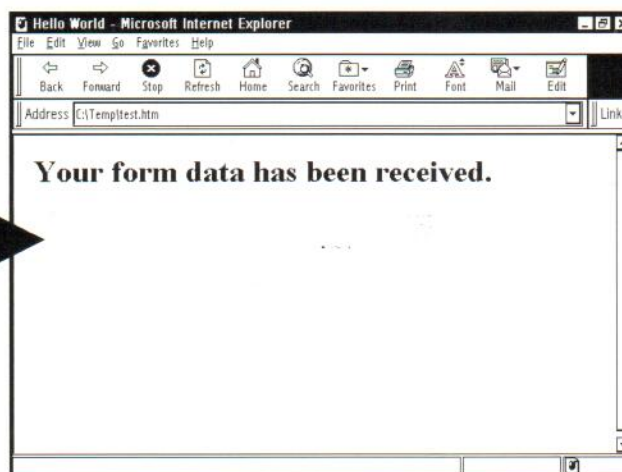 Hello World - Microsoft Internet Explorer
File Edit View Go Favorites Help
Back Forward Stop Refresh Home Search Favorites Print Font Mail Edit
Address C:\Temp\test.htm Link
Your form data has been received.